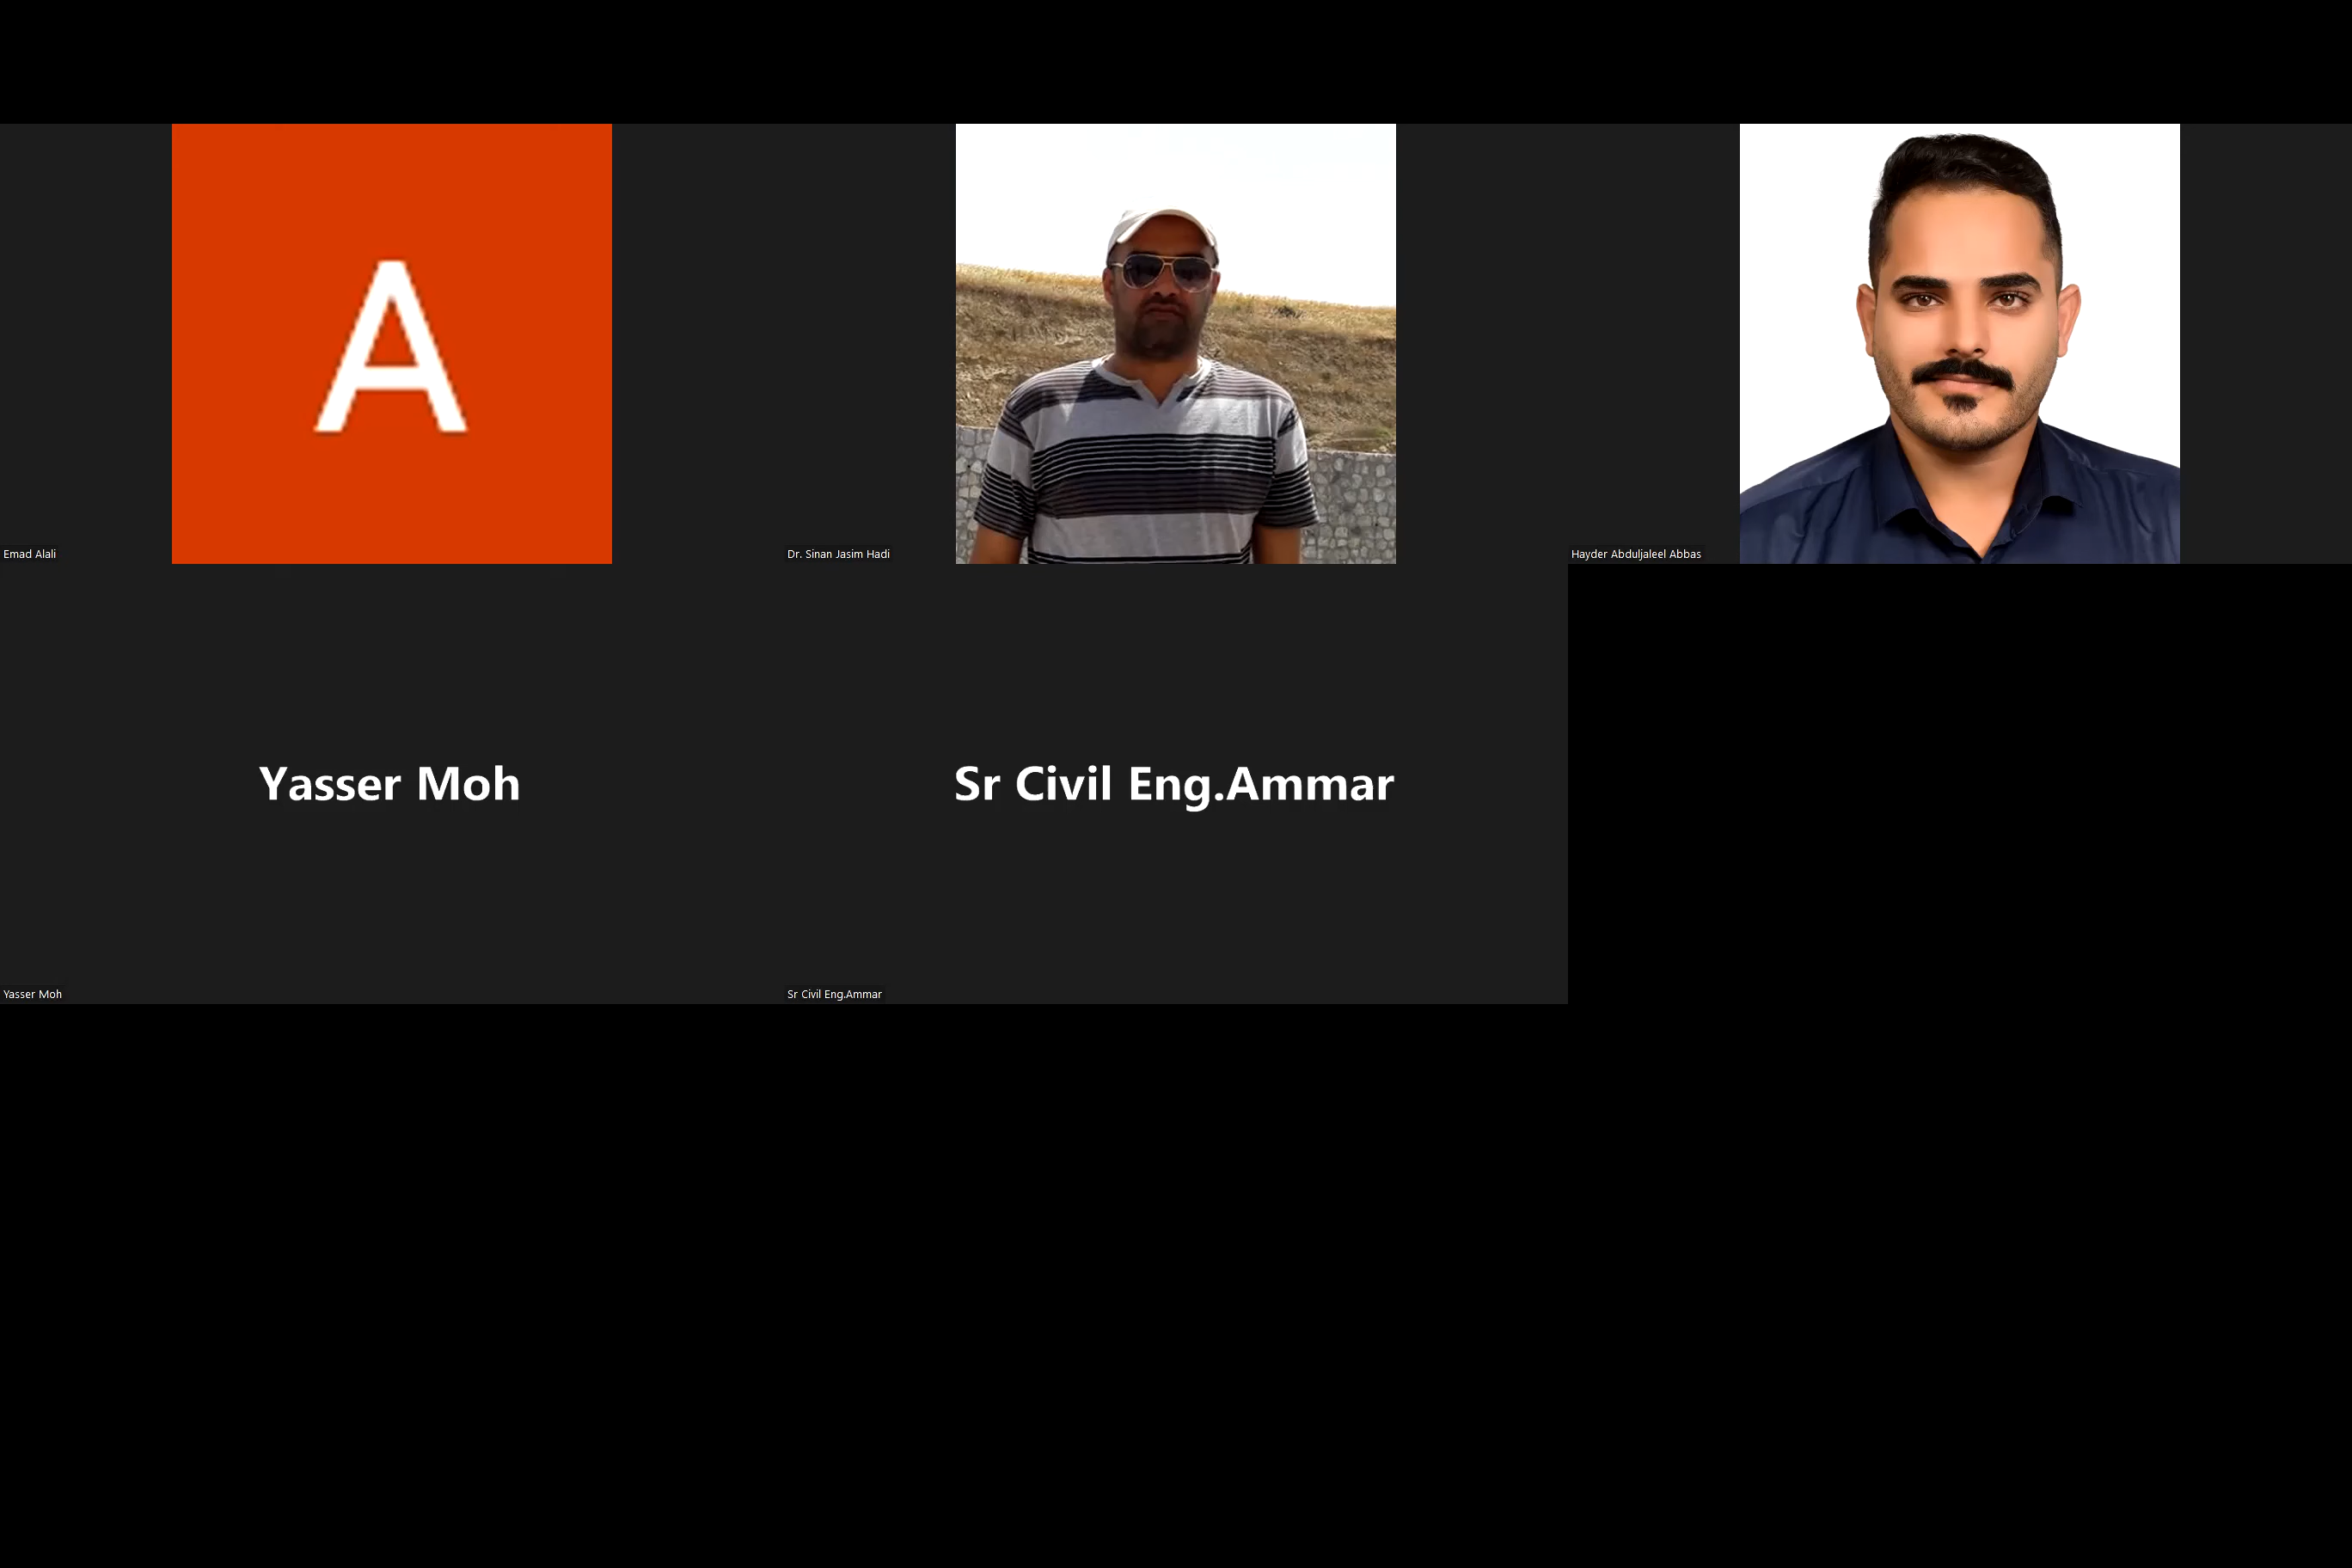 A
Emad Alali
Dr. Sinan Jasim Hadi
Hayder Abduljaleel Abbas
Yasser Moh
Sr Civil Eng.Ammar
Yasser Moh
Sr Civil Eng.Ammar